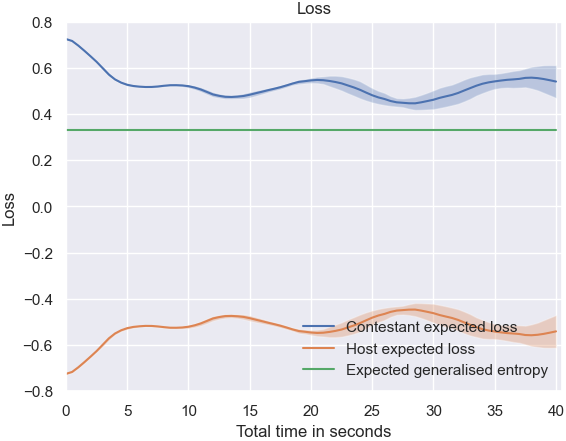 Loss
0.8
0.6
0.4
0.2
0.0
−0.2
−0.4
−0.6
−0.8
Loss
Contestant expected loss
Host expected loss
Expected generalised entropy
0 5 10 15 20 25 30 35 40
Total time in seconds